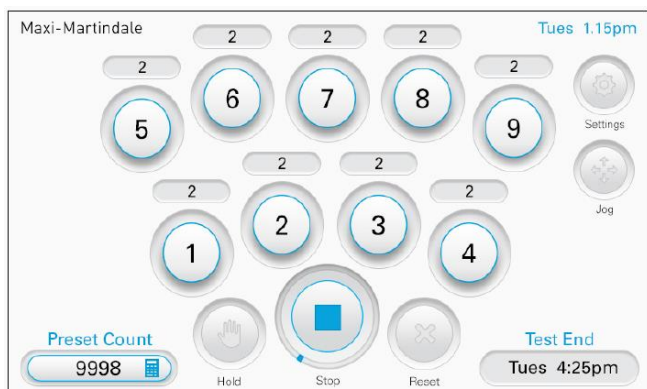 Maxi-Martindale
Tues 1.15pm
2 2 2
2 2
6 7 8
5 9
Settings
2 2
2 2
2 3
1 4
Jog
Preset Count
9998
Hold
Stop
Reset
Test End
Tues 4:25pm